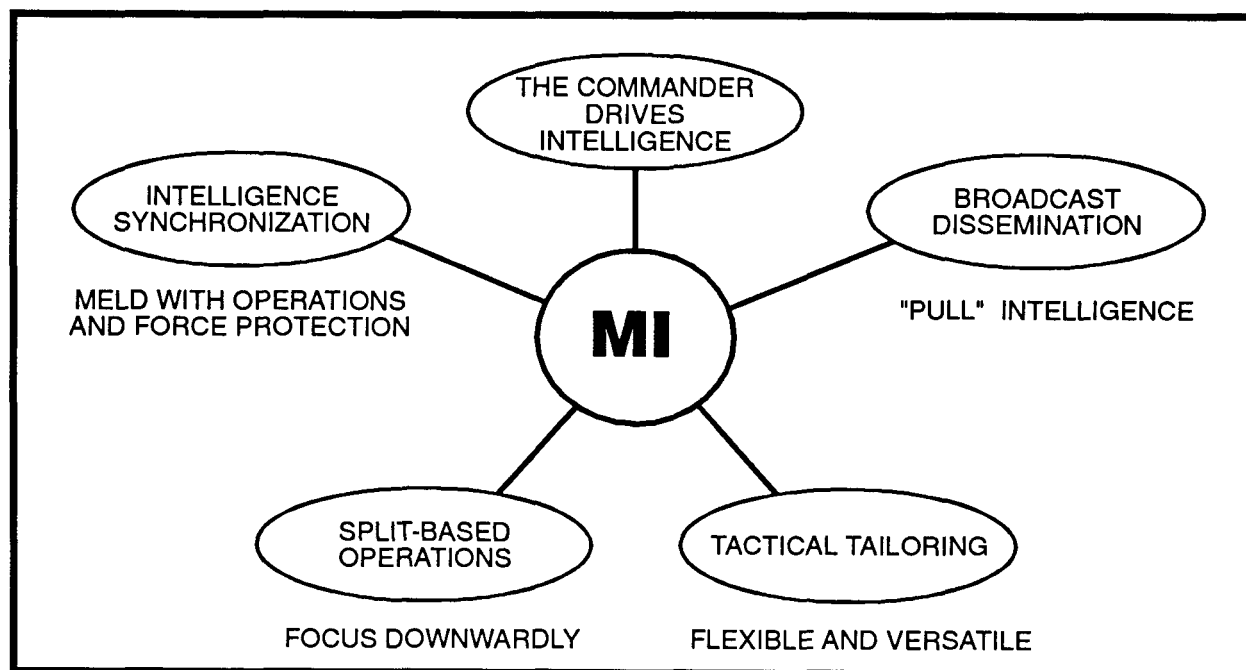 THE COMMANDER
DRIVES
INTELLIGENCE
INTELLIGENCE
SYNCHRONIZATION
MELD WITH OPERATIONS
AND FORCE PROTECTION
BROADCAST
DISSEMINATION
"PULL" INTELLIGENCE
MI
SPLIT-BASED
OPERATIONS
FOCUS DOWNWARDLY
TACTICAL TAILORING
FLEXIBLE AND VERSATILE